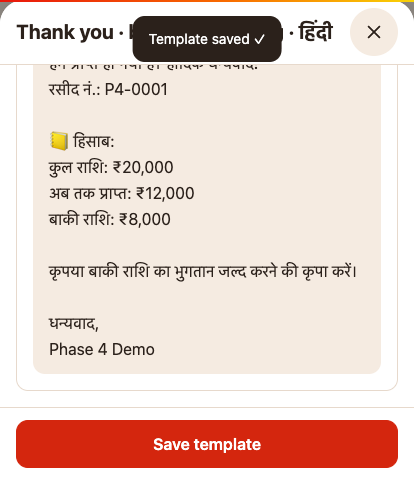 Thank you ·
Template saved ✓
· हिंदी
रसीद नं.: P4-0001
📒 हिसाब:
कुल राशि: ₹20,000
अब तक प्राप्त: ₹12,000
बाकी राशि: ₹8,000
कृपया बाकी राशि का भुगतान जल्द करने की कृपा करें।
धन्यवाद,
Phase 4 Demo
Save template